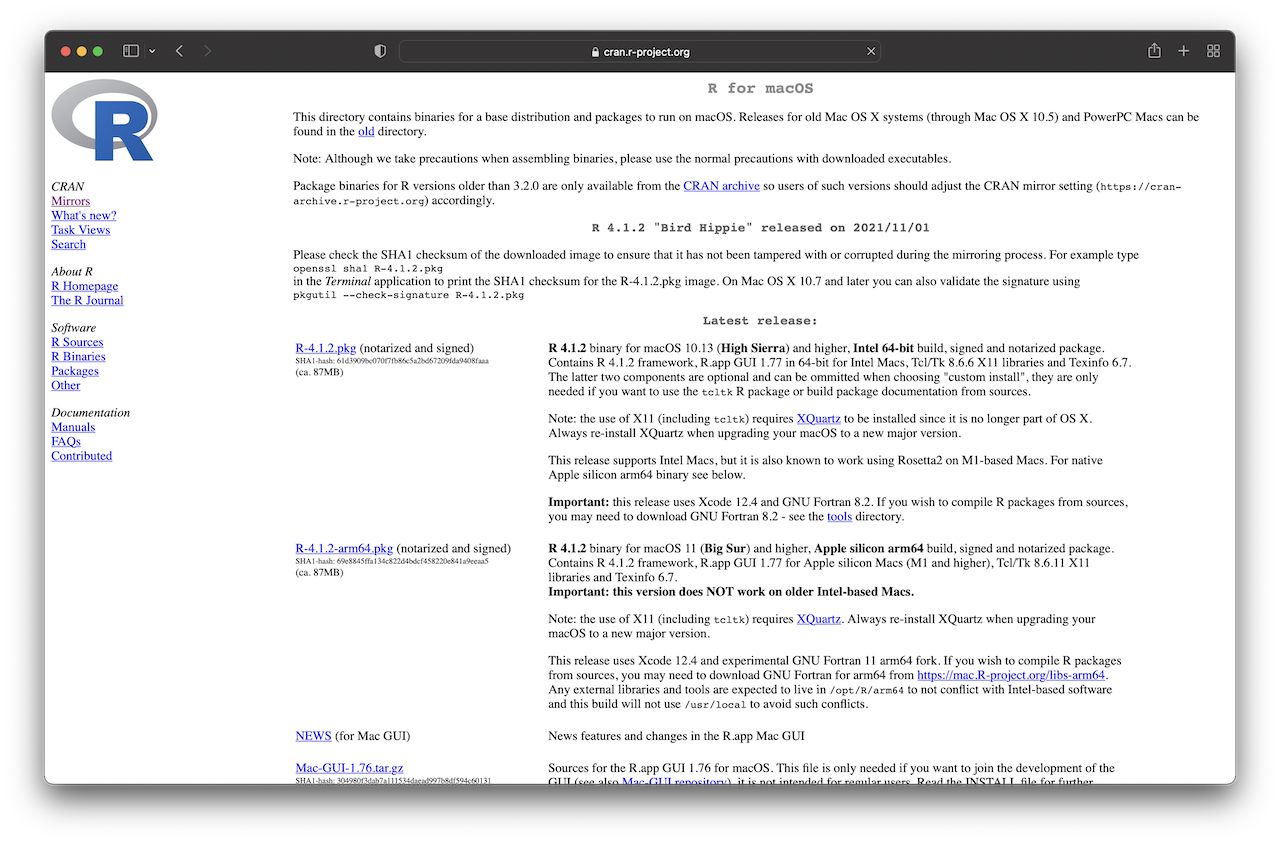 cran.r-project.org
R
CRAN
Mirrors
What's new?
Task Views
Search
About R
R Homepage
The R Journal
Software
R Sources
R Binaries
Packages
Other
Documentation
Manuals
FAQs
Contributed
R for macOS
This directory contains binaries for a base distribution and packages to run on macOS. Releases for old Mac OS X systems (through Mac OS X 10.5) and PowerPC Macs can be
found in the old directory.
Note: Although we take precautions when assembling binaries, please use the normal precautions with downloaded executables.
Package binaries for R versions older than 3.2.0 are only available from the CRAN archive so users of such versions should adjust the CRAN mirror setting (https://cran-
archive.r-project.org) accordingly.
R 4.1.2 "Bird Hippie" released on 2021/11/01
Please check the SHA1 checksum of the downloaded image to ensure that it has not been tampered with or corrupted during the mirroring process. For example type
openssl sha1 R-4.1.2.pkg
in the Terminal application to print the SHA1 checksum for the R-4.1.2.pkg image. On Mac OS X 10.7 and later you can also validate the signature using
pkgutil --check-signature R-4.1.2.pkg
Latest release:
R-4.1.2.pkg (notarized and signed)
SHA1-hash: 61d3909bc070f7fb86c5a2bd67209fda9408faaa
(ca. 87MB)
R 4.1.2 binary for macOS 10.13 (High Sierra) and higher, Intel 64-bit build, signed and notarized package.
Contains R 4.1.2 framework, R.app GUI 1.77 in 64-bit for Intel Macs, Tcl/Tk 8.6.6 X11 libraries and Texinfo 6.7.
The latter two components are optional and can be ommitted when choosing "custom install", they are only
needed if you want to use the tcltk R package or build package documentation from sources.
Note: the use of X11 (including tcltk) requires XQuartz to be installed since it is no longer part of OS X.
Always re-install XQuartz when upgrading your macOS to a new major version.
This release supports Intel Macs, but it is also known to work using Rosetta2 on M1-based Macs. For native
Apple silicon arm64 binary see below.
Important: this release uses Xcode 12.4 and GNU Fortran 8.2. If you wish to compile R packages from sources,
you may need to download GNU Fortran 8.2 - see the tools directory.
R-4.1.2-arm64.pkg (notarized and signed)
SHA1-hash: 69e8845ffa134c822d4bdcf458220e841a9eeaa5
(ca. 87MB)
R 4.1.2 binary for macOS 11 (Big Sur) and higher, Apple silicon arm64 build, signed and notarized package.
Contains R 4.1.2 framework, R.app GUI 1.77 for Apple silicon Macs (M1 and higher), Tcl/Tk 8.6.11 X11
libraries and Texinfo 6.7.
Important: this version does NOT work on older Intel-based Macs.
Note: the use of X11 (including tcltk) requires XQuartz. Always re-install XQuartz when upgrading your
macOS to a new major version.
This release uses Xcode 12.4 and experimental GNU Fortran 11 arm64 fork. If you wish to compile R packages
from sources, you may need to download GNU Fortran for arm64 from https://mac.R-project.org/libs-arm64.
Any external libraries and tools are expected to live in /opt/R/arm64 to not conflict with Intel-based software
and this build will not use /usr/local to avoid such conflicts.
NEWS (for Mac GUI)
News features and changes in the R.app Mac GUI
Mac-GUI-1.76.tar.gz
SHA1-hash: 304980f3dab7a111534daead997b8df594c60131
Sources for the R.app GUI 1.76 for macOS. This file is only needed if you want to join the development of the
GUI (see also Mac-GUI repository), it is not intended for regular users. Read the INSTALL file for further